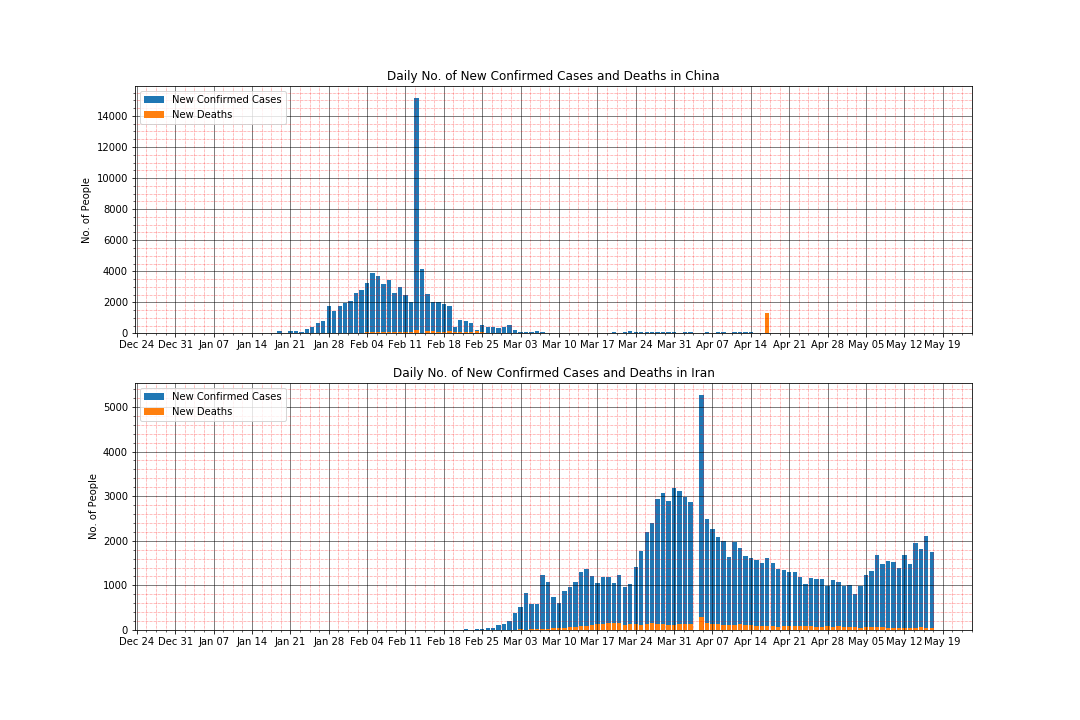 Daily No. of New Confirmed Cases and Deaths in China
New Confirmed Cases
New Deaths
No. of People
14000
12000
10000
8000
6000
4000
2000
0
Dec 24 Dec 31 Jan 07 Jan 14 Jan 21 Jan 28 Feb 04 Feb 11 Feb 18 Feb 25 Mar 03 Mar 10 Mar 17 Mar 24 Mar 31 Apr 07 Apr 14 Apr 21 Apr 28 May 05 May 12 May 19
Daily No. of New Confirmed Cases and Deaths in Iran
New Confirmed Cases
New Deaths
No. of People
5000
4000
3000
2000
1000
0
Dec 24 Dec 31 Jan 07 Jan 14 Jan 21 Jan 28 Feb 04 Feb 11 Feb 18 Feb 25 Mar 03 Mar 10 Mar 17 Mar 24 Mar 31 Apr 07 Apr 14 Apr 21 Apr 28 May 05 May 12 May 19